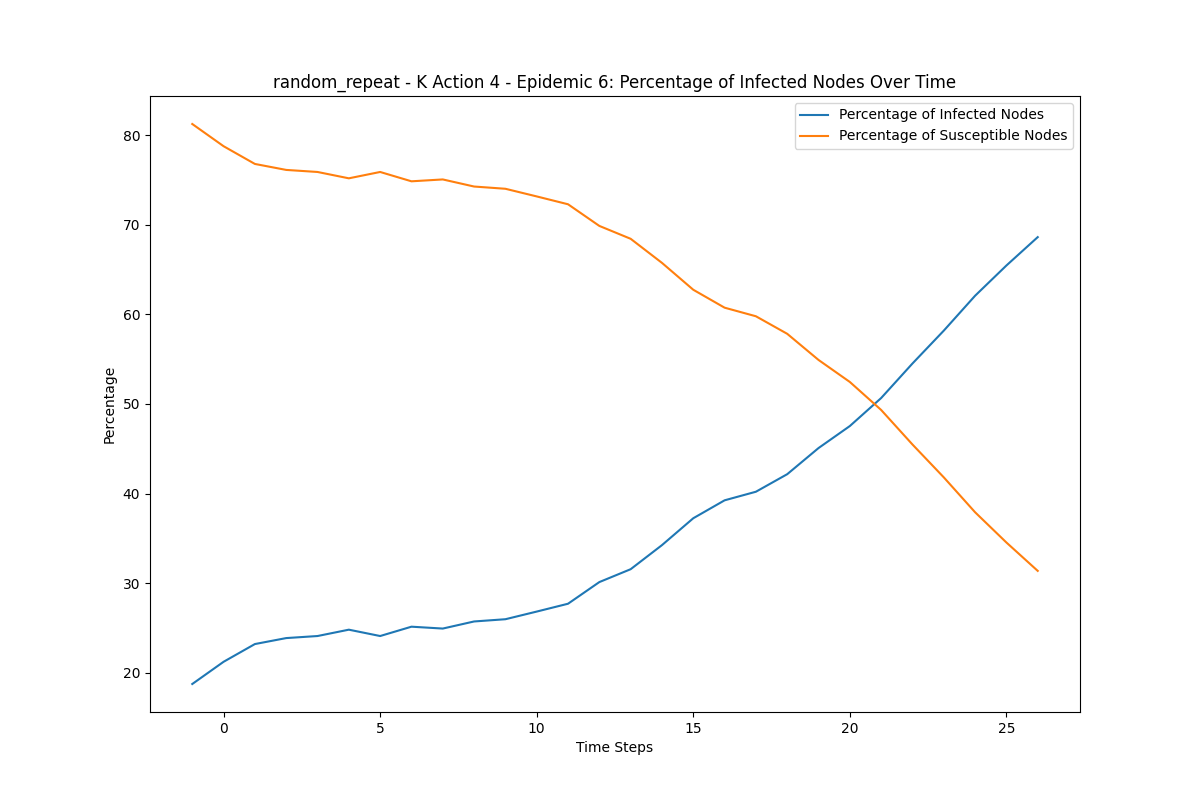 random_repeat - K Action 4 - Epidemic 6: Percentage of Infected Nodes Over Time
Percentage of Infected Nodes
Percentage of Susceptible Nodes
80
70
60
50
40
30
20
Percentage
0 5 10 15 20 25
Time Steps